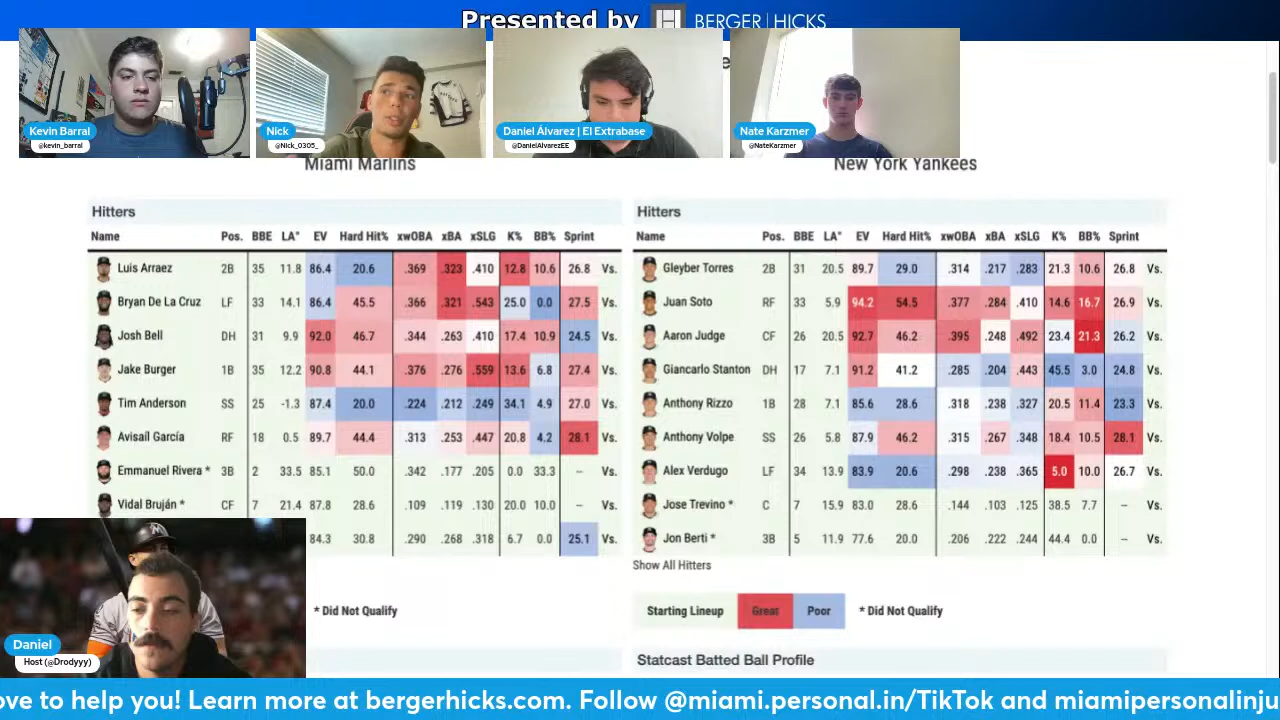 Presented by BERGER | HICKS
Kevin Barral
@kevin_barral
Nick
@Nick_0305_
Daniel Álvarez | El Extrabase
@DanielAlvarezEE
Nate Karzmer
@NateKarzmer
Miami Marlins
New York Yankees
Hitters
Name Pos. BBE LA° EV Hard Hit% xwOBA xBA xSLG K% BB% Sprint
Luis Arraez 2B 35 11.8 86.4 20.6 .369 .323 .410 12.8 10.6 26.8 Vs.
Bryan De La Cruz LF 33 14.1 86.4 45.5 .366 .321 .543 25.0 0.0 27.5 Vs.
Josh Bell DH 31 9.9 92.0 46.7 .344 .263 .410 17.4 10.9 24.5 Vs.
Jake Burger 1B 35 12.2 90.8 44.1 .376 .276 .559 13.6 6.8 27.4 Vs.
Tim Anderson SS 25 -1.3 87.4 20.0 .224 .212 .249 34.1 4.9 27.0 Vs.
Avisaíl García RF 18 0.5 89.7 44.4 .313 .253 .447 20.8 4.2 28.1 Vs.
Emmanuel Rivera * 3B 2 33.5 85.1 50.0 .342 .177 .205 0.0 33.3 -- Vs.
Vidal Bruján * CF 7 21.4 87.8 28.6 .109 .119 .130 20.0 10.0 -- Vs.
84.3 30.8 .290 .268 .318 6.7 0.0 25.1 Vs.
* Did Not Qualify
Hitters
Name Pos. BBE LA° EV Hard Hit% xwOBA xBA xSLG K% BB% Sprint
Gleyber Torres 2B 31 20.5 89.7 29.0 .314 .217 .283 21.3 10.6 26.8 Vs.
Juan Soto RF 33 5.9 94.2 54.5 .377 .284 .410 14.6 16.7 26.9 Vs.
Aaron Judge CF 26 20.5 92.7 46.2 .395 .248 .492 23.4 21.3 26.2 Vs.
Giancarlo Stanton DH 17 7.1 91.2 41.2 .285 .204 .443 45.5 3.0 24.8 Vs.
Anthony Rizzo 1B 28 7.1 85.6 28.6 .318 .238 .327 20.5 11.4 23.3 Vs.
Anthony Volpe SS 26 5.8 87.9 46.2 .315 .267 .348 18.4 10.5 28.1 Vs.
Alex Verdugo LF 34 13.9 83.9 20.6 .298 .238 .365 5.0 10.0 26.7 Vs.
Jose Trevino * C 7 15.9 83.0 28.6 .144 .103 .125 38.5 7.7 -- Vs.
Jon Berti * 3B 5 11.9 77.6 20.0 .206 .222 .244 44.4 0.0 -- Vs.
Show All Hitters
Starting Lineup Great Poor * Did Not Qualify
Statcast Batted Ball Profile
Daniel
Host (@Drodyyy)
ove to help you! Learn more at bergerhicks.com. Follow @miami.personal.in/TikTok and miamipersonalinju